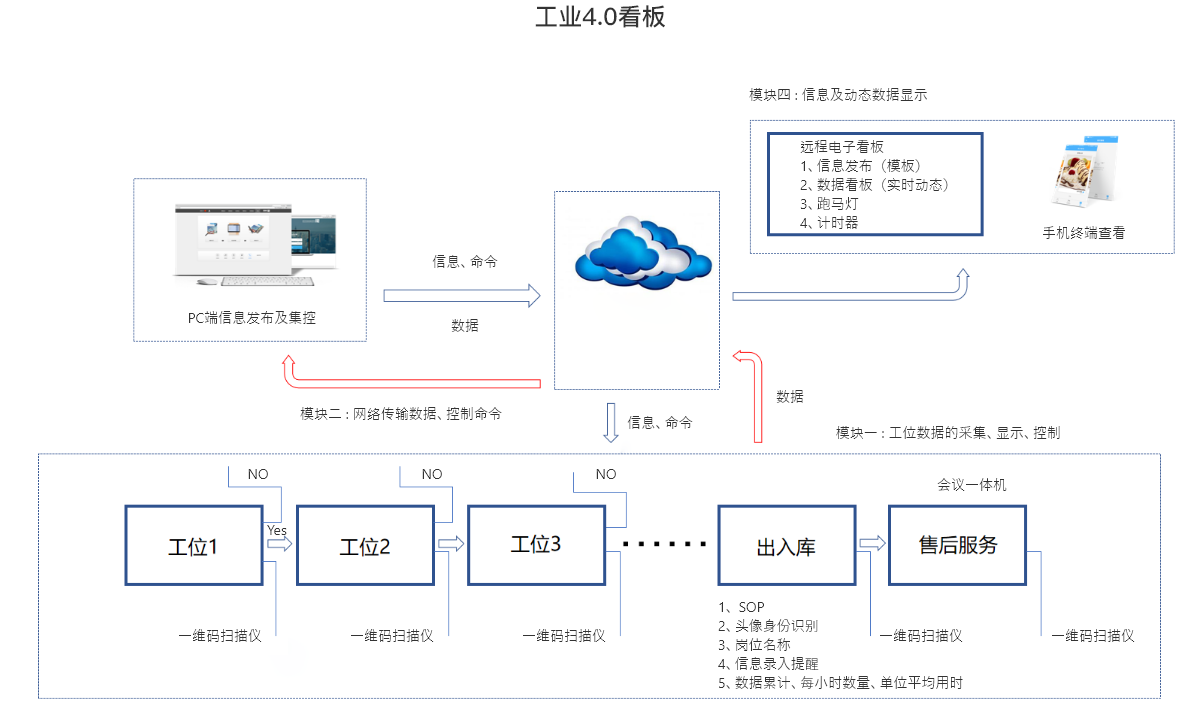 工业4.0看板
模块四：信息及动态数据显示
远程电子看板
1、信息发布（模板）
2、数据看板（实时动态）
3、跑马灯
4、计时器
手机终端查看
信息、命令
PC端信息发布及集控
数据
数据
模块二：网络传输数据、控制命令
信息、命令
模块一：工位数据的采集、显示、控制
NO
NO
NO
会议一体机
Yes
工位1
工位2
工位3
······
出入库
售后服务
一维码扫描仪
一维码扫描仪
一维码扫描仪
一维码扫描仪
一维码扫描仪
1、SOP
2、头像身份识别
3、岗位名称
4、信息录入提醒
5、数据累计、每小时数量、单位平均用时